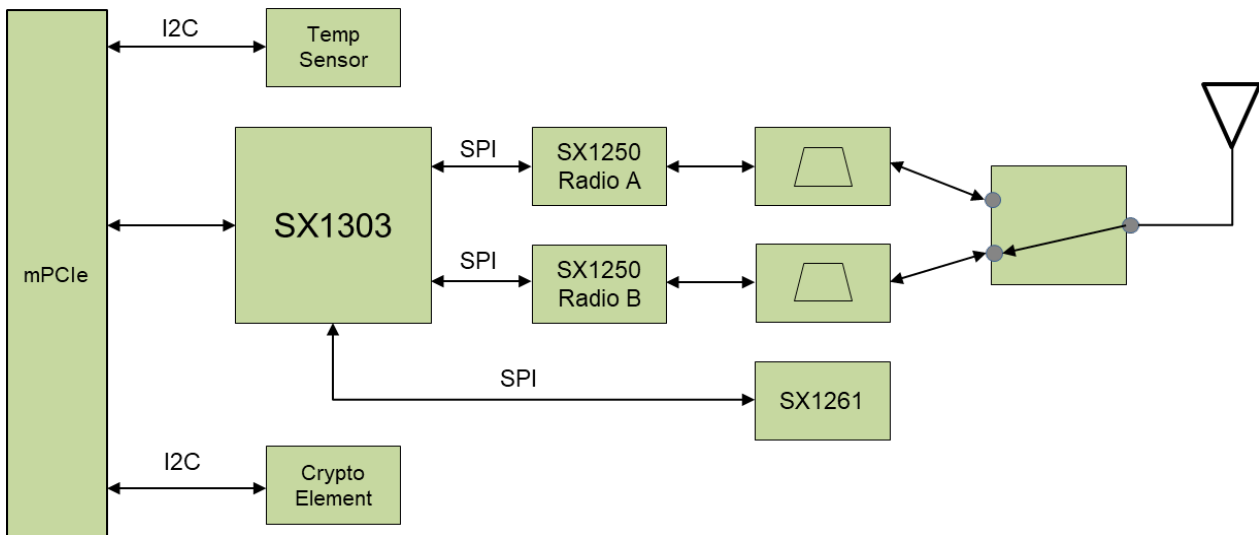 I2C
Temp
Sensor
mPCIe
SX1303
SPI
SX1250
Radio A
SPI
SX1250
Radio B
SPI
SX1261
I2C
Crypto
Element